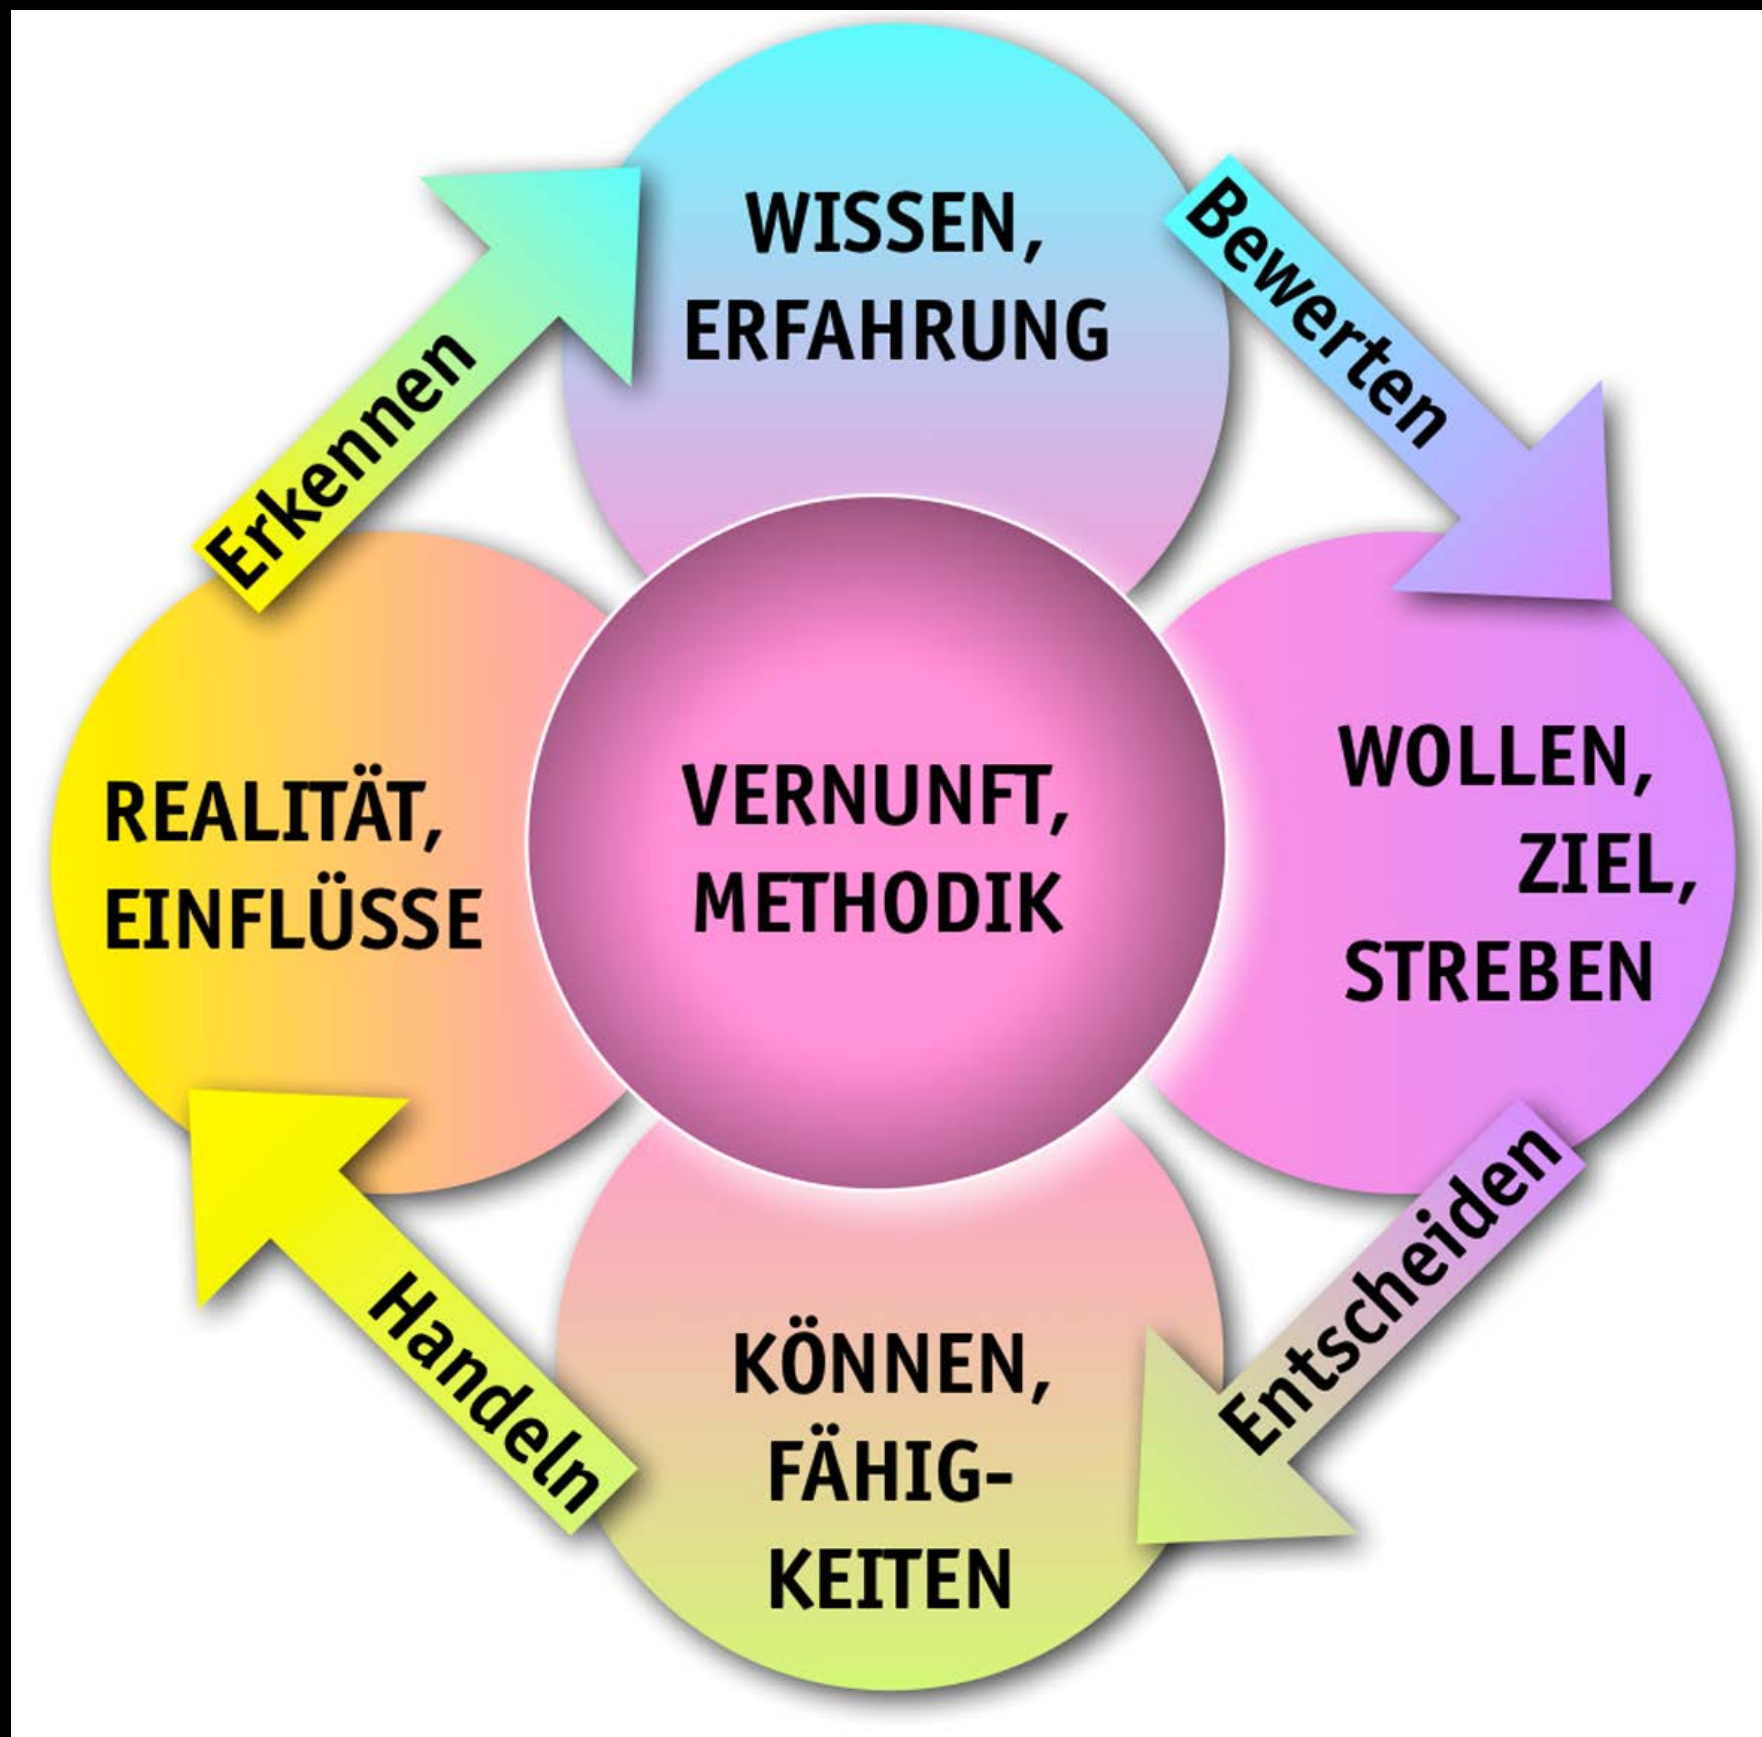 WISSEN,
ERFAHRUNG
Bewerten
Erkennen
REALITÄT,
EINFLÜSSE
VERNUNFT,
METHODIK
WOLLEN,
ZIEL,
STREBEN
Entscheiden
Handeln
KÖNNEN,
FÄHIG-
KEITEN